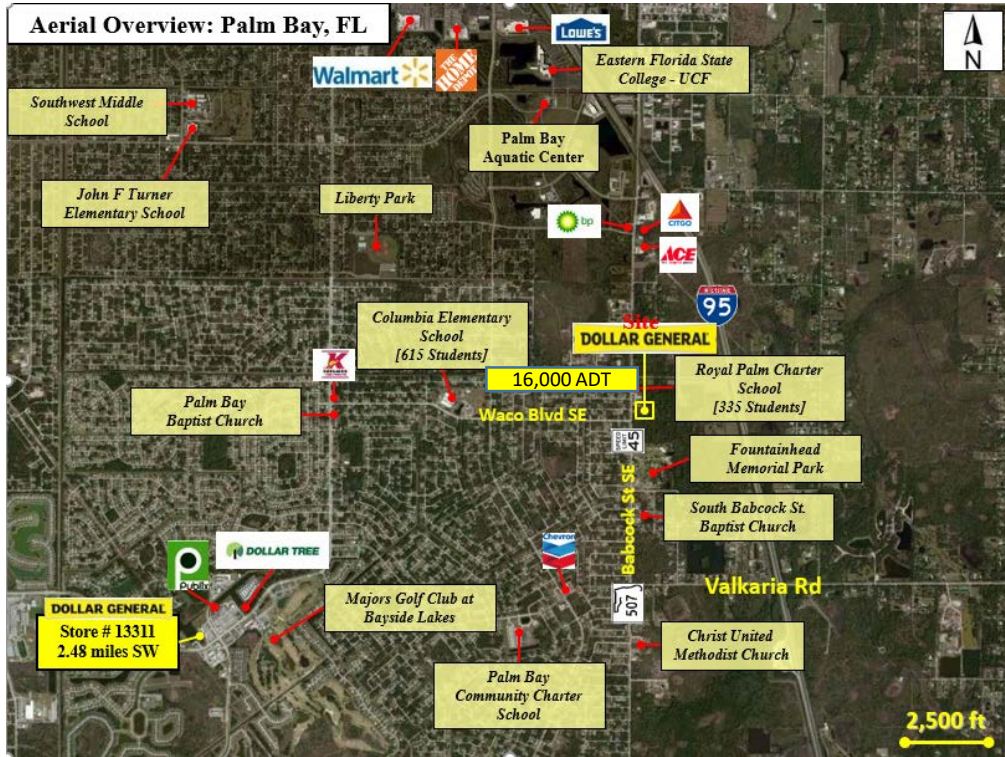 Aerial Overview: Palm Bay, FL
N
Walmart
THE HOME DEPOT
LOWE'S
Eastern Florida State
College - UCF
Southwest Middle
School
Palm Bay
Aquatic Center
John F Turner
Elementary School
Liberty Park
bp
CITGO
ACE
95
Site
DOLLAR GENERAL
Columbia Elementary
School
[615 Students]
K
16,000 ADT
Royal Palm Charter
School
[335 Students]
Palm Bay
Baptist Church
Waco Blvd SE
SPEED
LIMIT
45
Fountainhead
Memorial Park
South Babcock St.
Baptist Church
Babcock St SE
Chevron
Publix
DOLLAR TREE
Valkaria Rd
507
DOLLAR GENERAL
Store # 13311
2.48 miles SW
Majors Golf Club at
Bayside Lakes
Christ United
Methodist Church
Palm Bay
Community Charter
School
2,500 ft